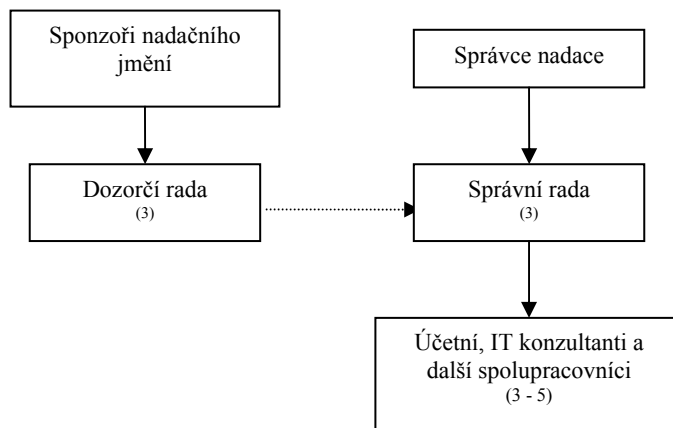 Sponzoři nadačního
jmění
Správce nadace
Dozorčí rada
(3)
Správní rada
(3)
Účetní, IT konzultanti a
další spolupracovníci
(3 - 5)